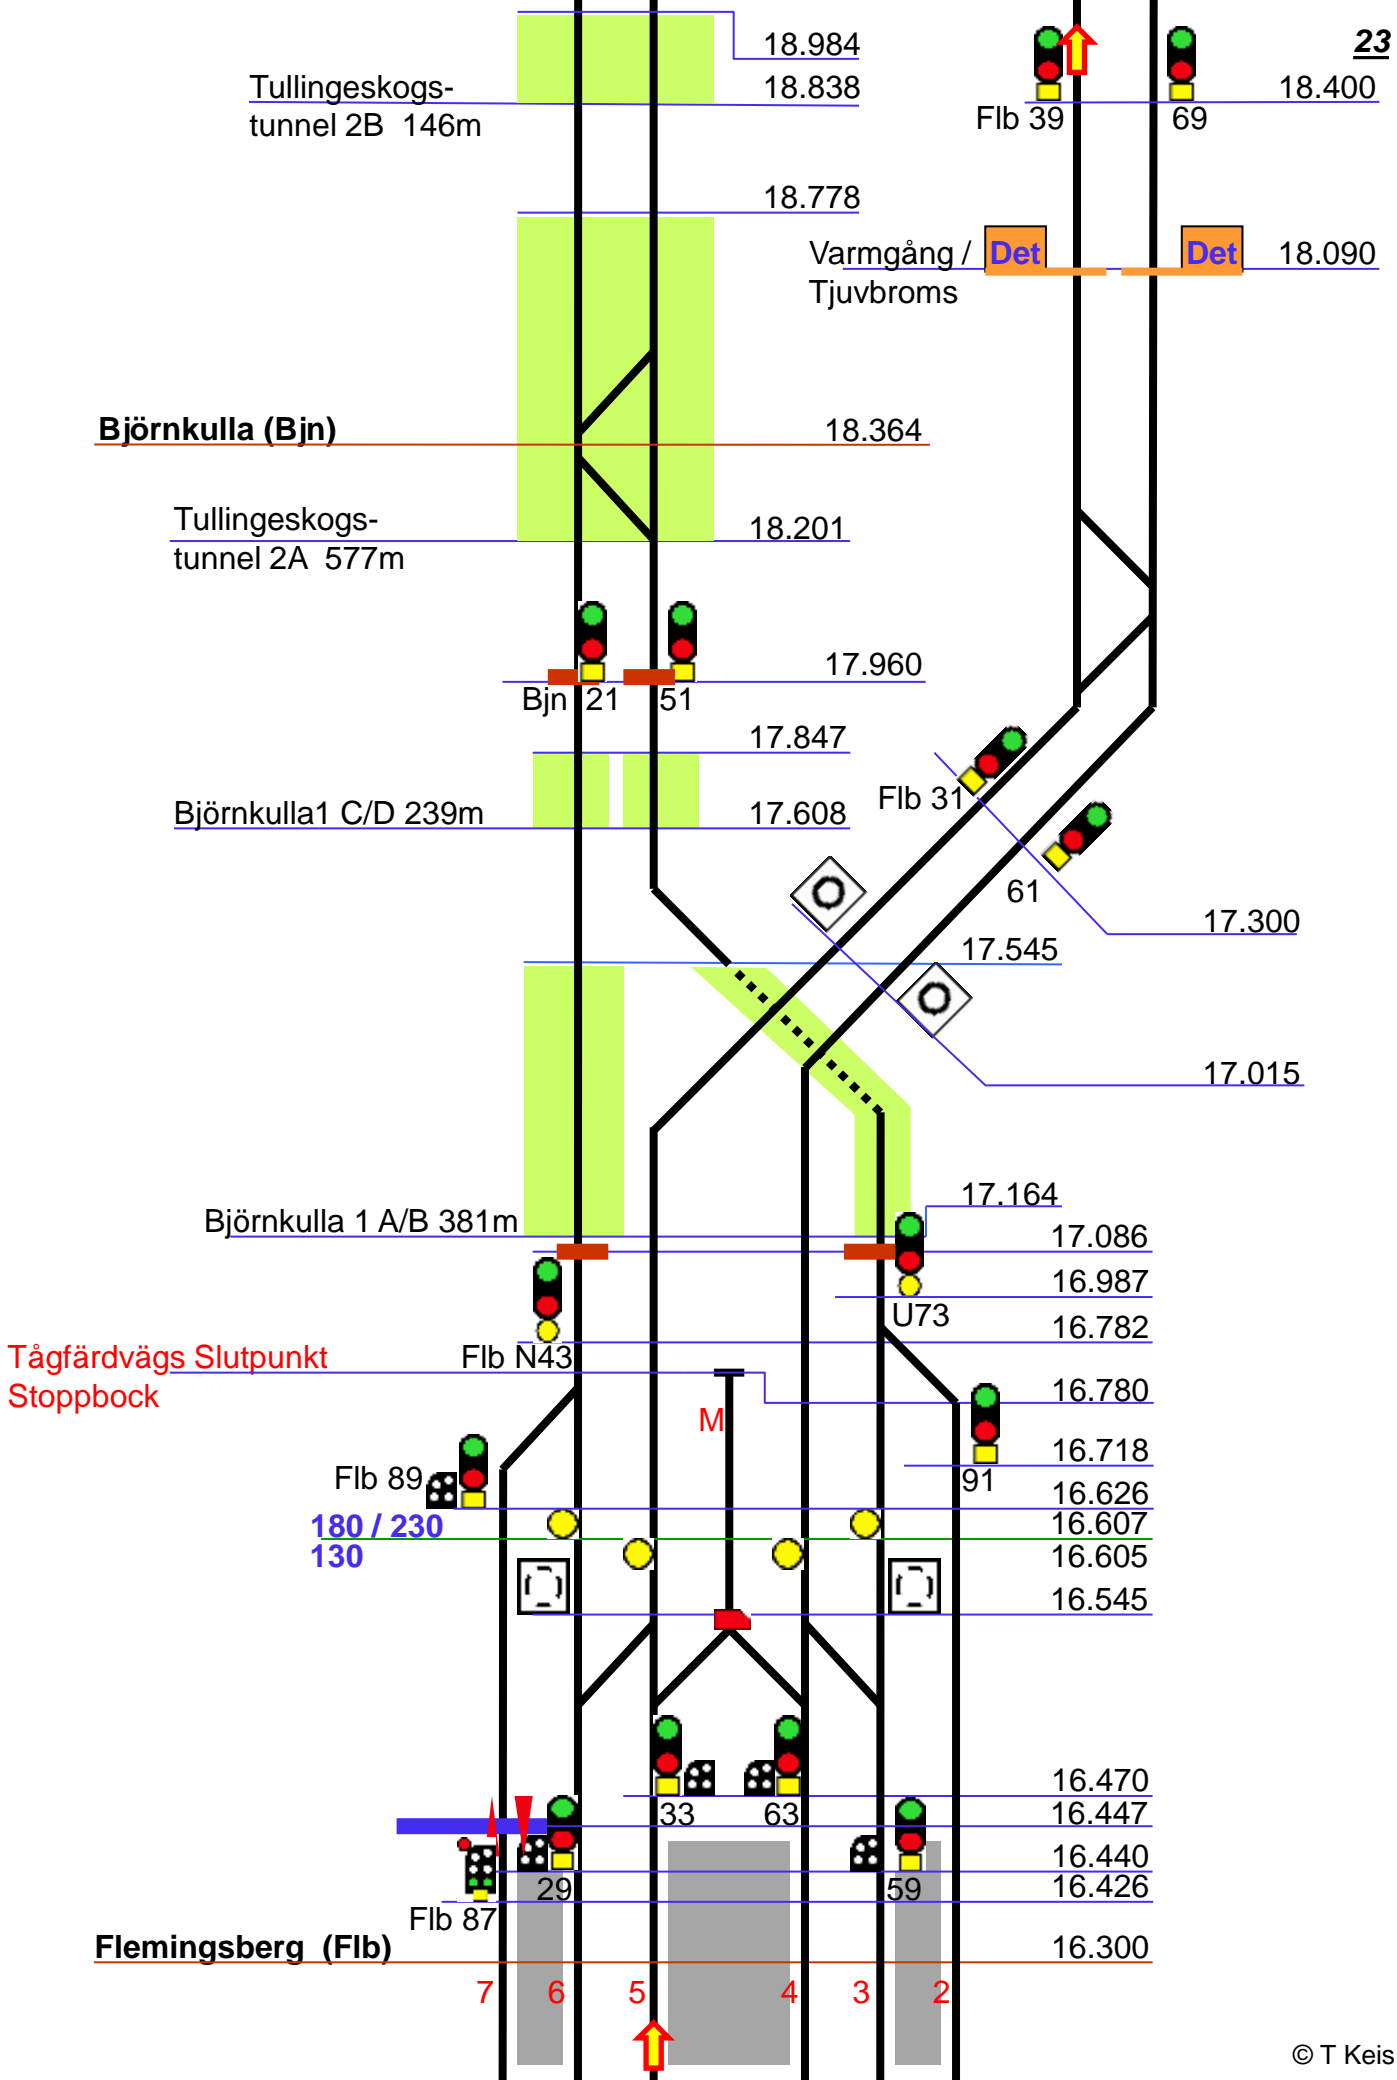 18.984
23
Tullingeskogs-
18.838
18.400
tunnel 2B 146m
Flb 39
69
18.778
Varmgång /
Det
Det
18.090
Tjuvbroms
Björnkulla (Bjn)
18.364
Tullingeskogs-
18.201
tunnel 2A 577m
17.960
Bjn 21
51
17.847
Flb 31
Björnkulla1 C/D 239m
17.608
61
17.300
17.545
17.015
17.164
Björnkulla 1 A/B 381m
17.086
16.987
U73
16.782
Tågfärdvägs Slutpunkt
Flb N43
Stoppbock
16.780
M
16.718
Flb 89
91
16.626
180 / 230
16.607
130
16.605
16.545
16.470
33
63
16.447
16.440
29
59
16.426
Flb 87
Flemingsberg (Flb)
16.300
7
6
5
4
3
2
© T Keis